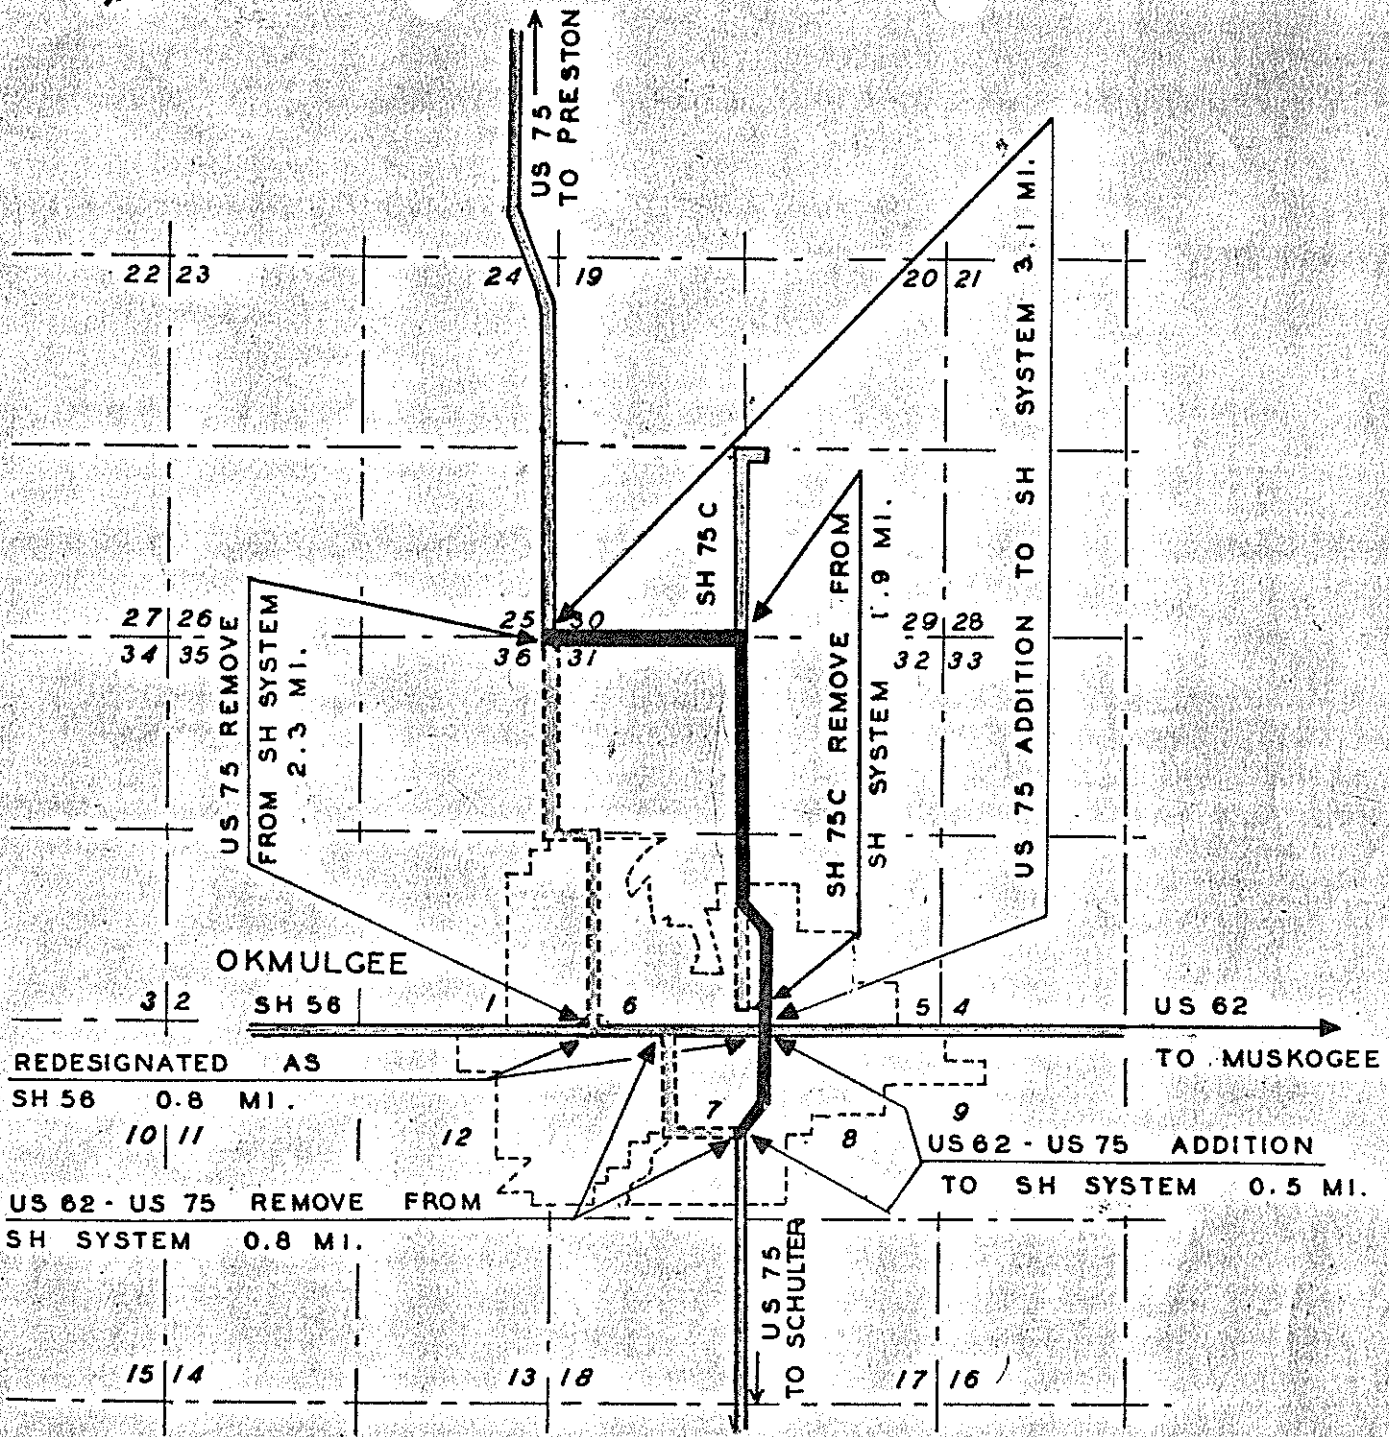 US 75
TO PRESTON
22 23
24 19
20 21
US 75 ADDITION TO SH SYSTEM 3.1 MI.
SH 75C
SH 75C REMOVE FROM
SH SYSTEM 1.9 MI.
27 26
25 30
29 28
34 35
36 31
32 33
US 75 REMOVE
FROM SH SYSTEM
2.3 MI.
OKMULGEE
3 2
SH 56
1
6
5 4
US 62
TO MUSKOGEE
REDESIGNATED AS
SH 56 0.8 MI.
10 11
12
7
8
9
US 62 - US 75 ADDITION
TO SH SYSTEM 0.5 MI.
US 62 - US 75 REMOVE FROM
SH SYSTEM 0.8 MI.
US 75
TO SCHULTER
15 14
13 18
17 16